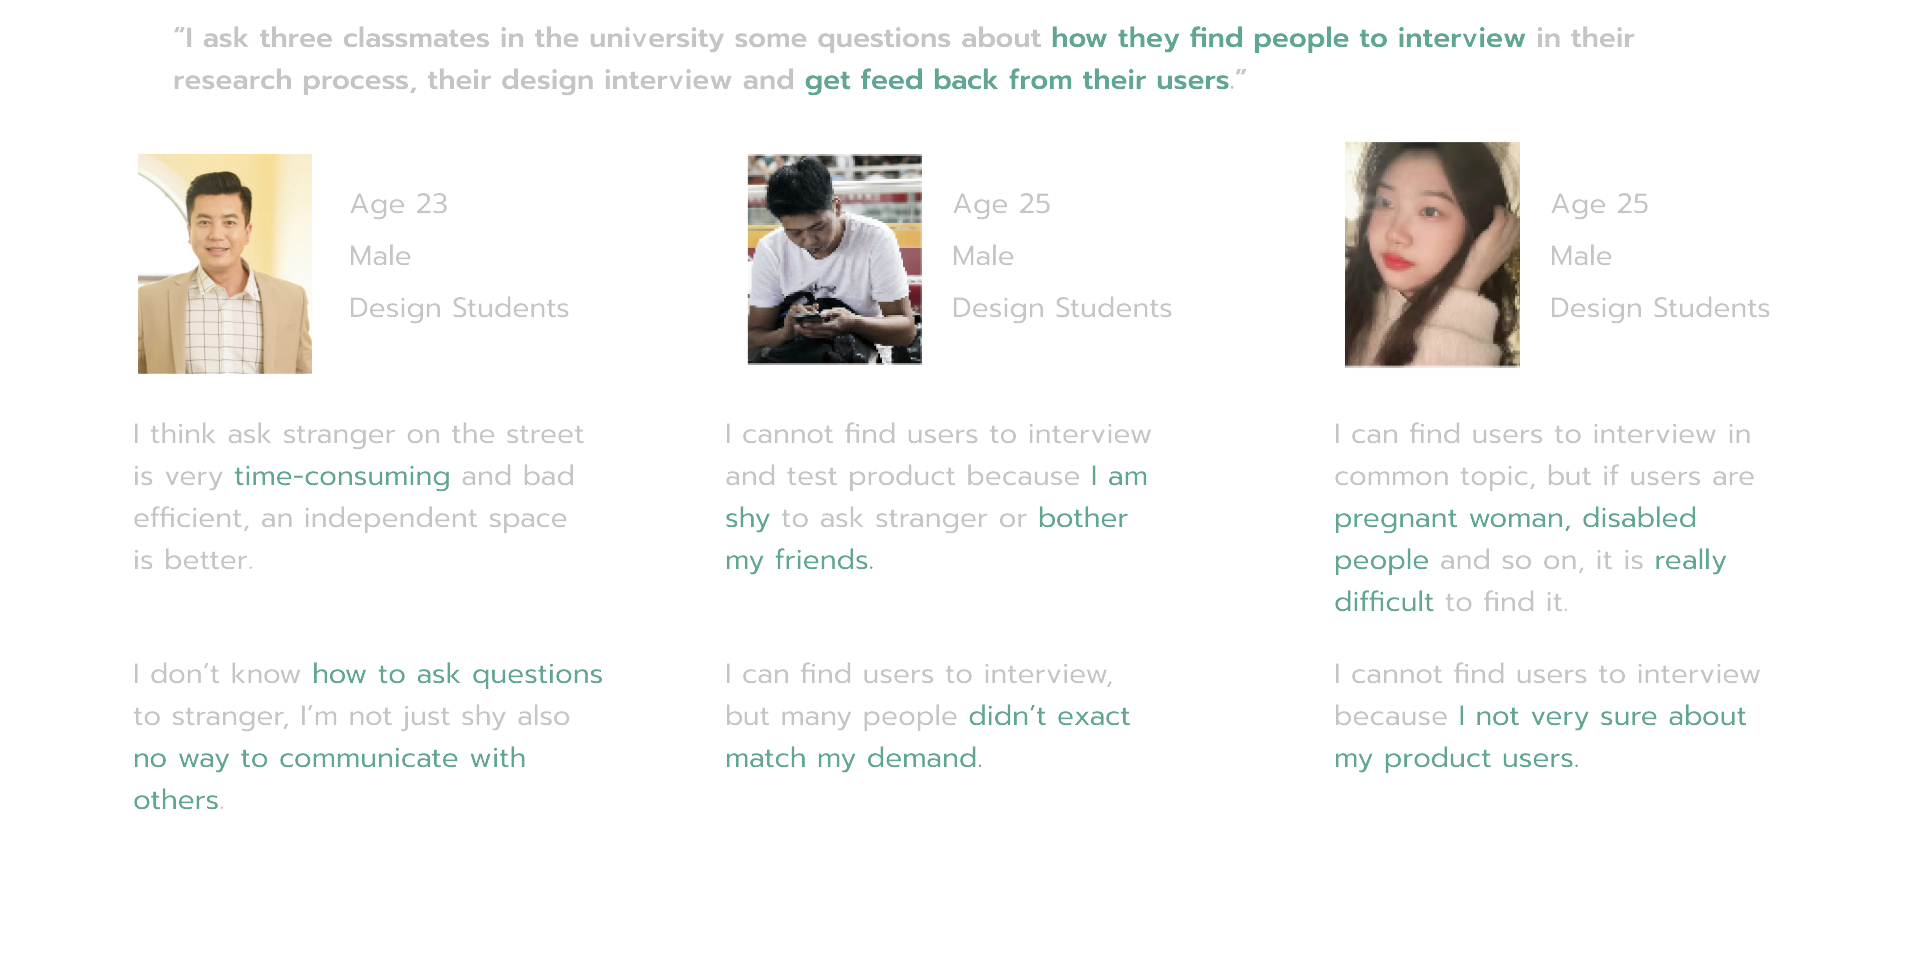 ”I ask three classmates in the university some questions about how they find people to interview in their
research process, their design interview and get feed back from their users.”
Age 23
Male
Design Students
Age 25
Male
Design Students
Age 25
Male
Design Students
I think ask stranger on the street
is very time-consuming and bad
efficient, an independent space
is better.
I cannot find users to interview
and test product because I am
shy to ask stranger or bother
my friends.
I can find users to interview in
common topic, but if users are
pregnant woman, disabled
people and so on, it is really
difficult to find it.
I don’t know how to ask questions
to stranger, I’m not just shy also
no way to communicate with
others.
I can find users to interview,
but many people didn’t exact
match my demand.
I cannot find users to interview
because I not very sure about
my product users.